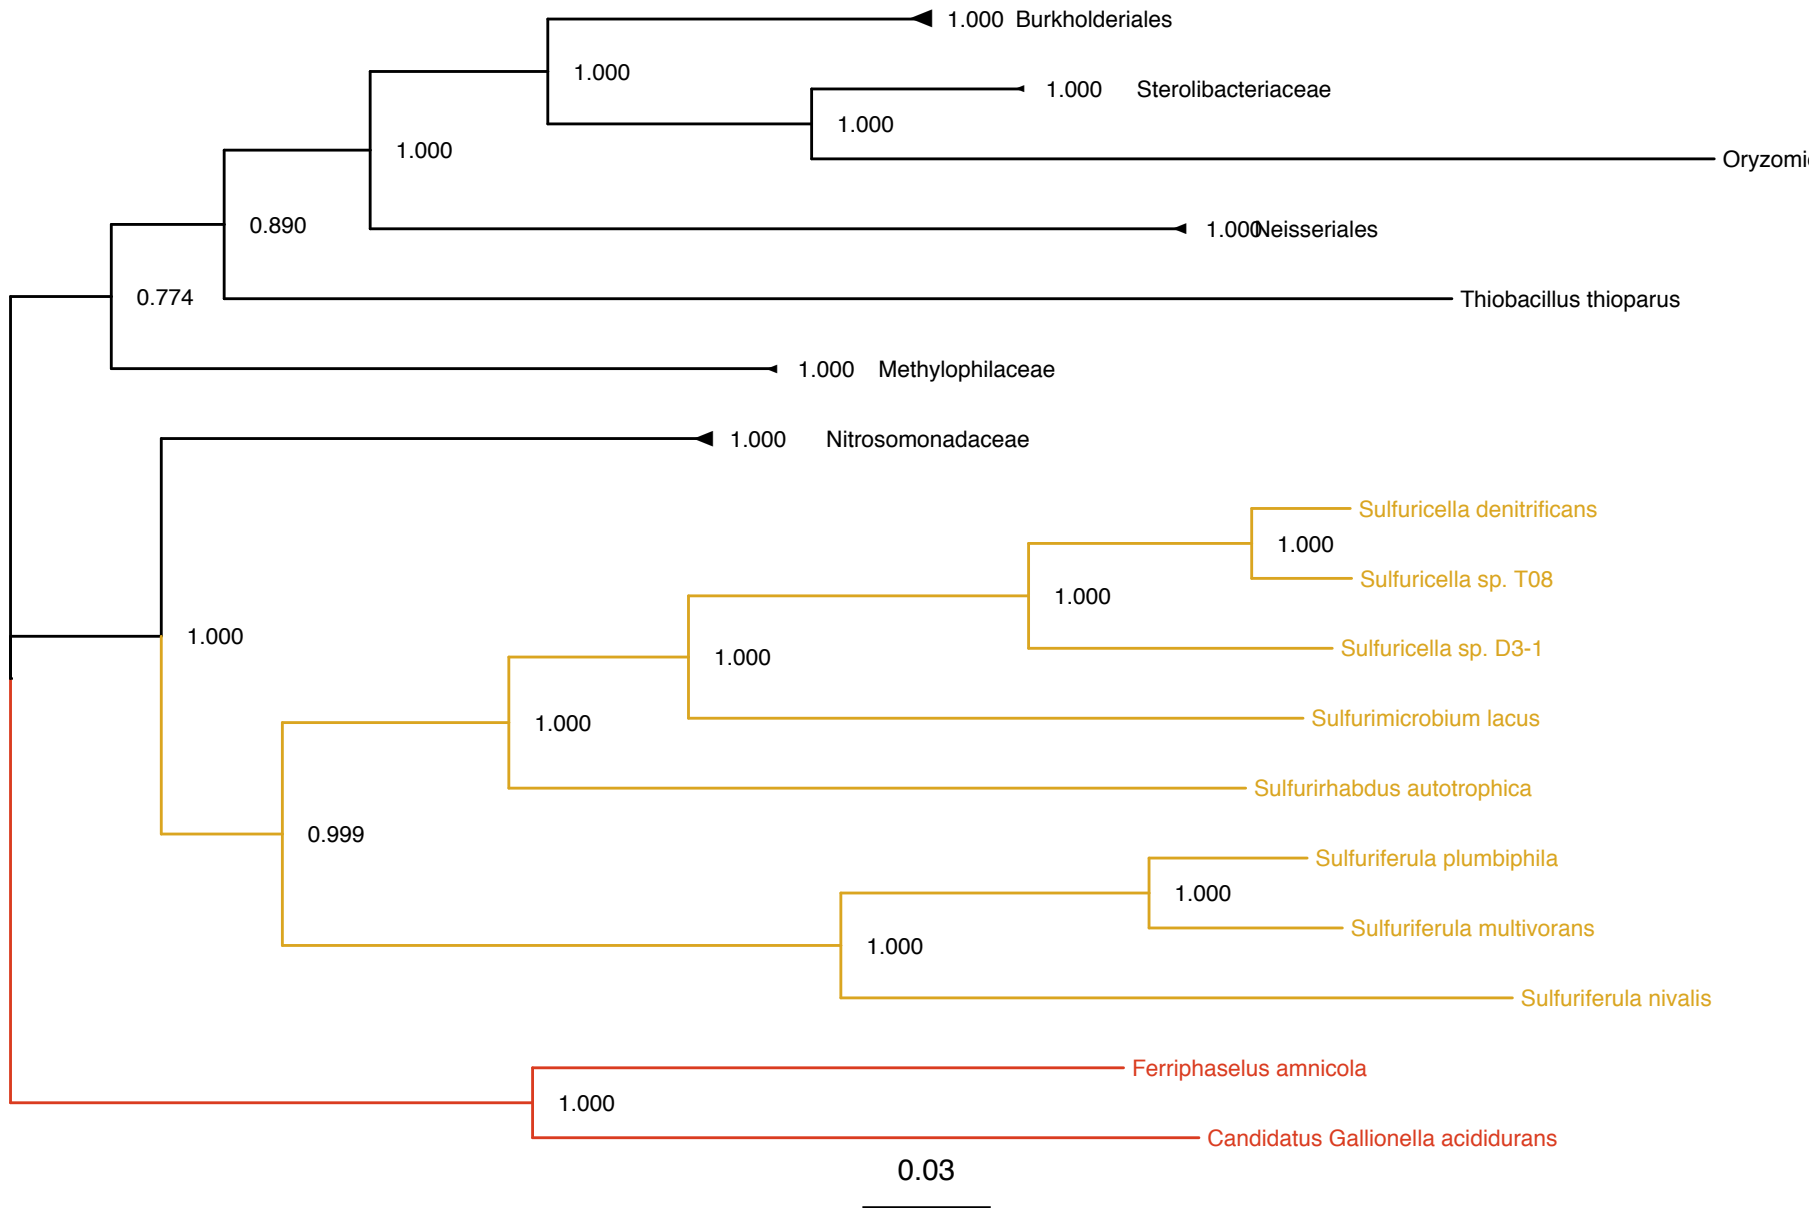 1.000 Burkholderiales
1.000
1.000 Sterolibacteriaceae
1.000
1.000
0.890
1.000 Neisseriales
0.774
Thiobacillus thioparus
1.000 Methylophilaceae
1.000 Nitrosomonadaceae
Sulfuricella denitrificans
1.000
Sulfuricella sp. T08
1.000
1.000
Sulfuricella sp. D3-1
1.000
Sulfurimicrobium lacus
1.000
Sulfurirhabdus autotrophica
0.999
Sulfuriferula plumbiphila
1.000
Sulfuriferula multivorans
1.000
Sulfuriferula nivalis
Ferriphaselus amnicola
1.000
Candidatus Gallionella acididurans
0.03